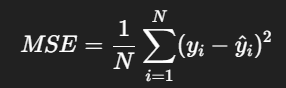 MSE = \frac{1}{N} \sum_{i=1}^{N} (y_i - \hat{y}_i)^2